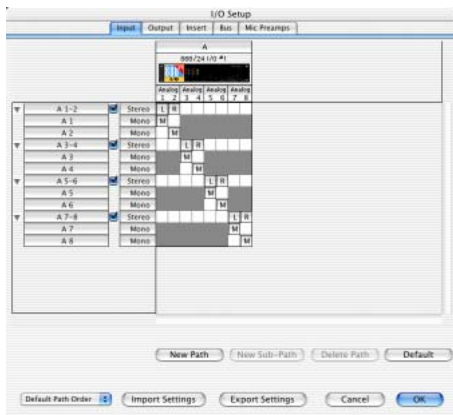 I/O Setup
Input Output Insert Bus Mic Preamps
A
888/24 I/O #1
Analog Analog Analog Analog
1 2 3 4 5 6 7 8
A 1-2 Stereo L R
A 1 Mono M
A 2 Mono M
A 3-4 Stereo L R
A 3 Mono M
A 4 Mono M
A 5-6 Stereo L R
A 5 Mono M
A 6 Mono M
A 7-8 Stereo L R
A 7 Mono M
A 8 Mono M
New Path New Sub-Path Delete Path Default
Default Path Order Import Settings Export Settings Cancel OK